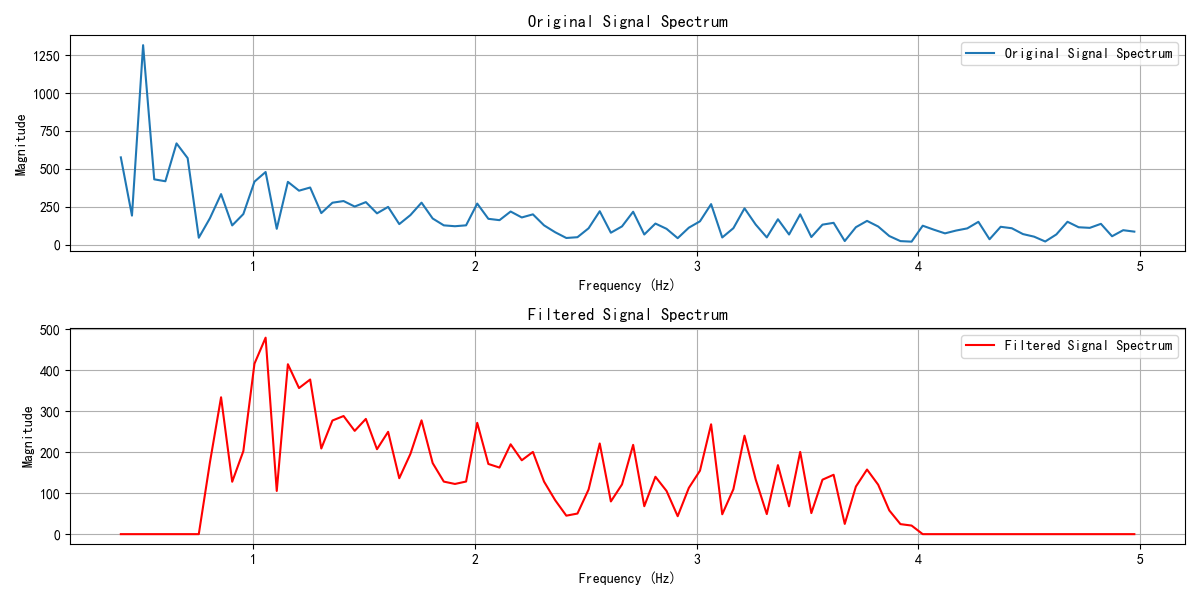 Original Signal Spectrum
Original Signal Spectrum
Magnitude
1250
1000
750
500
250
0
1 2 3 4 5
Frequency (Hz)
Filtered Signal Spectrum
Filtered Signal Spectrum
Magnitude
500
400
300
200
100
0
1 2 3 4 5
Frequency (Hz)